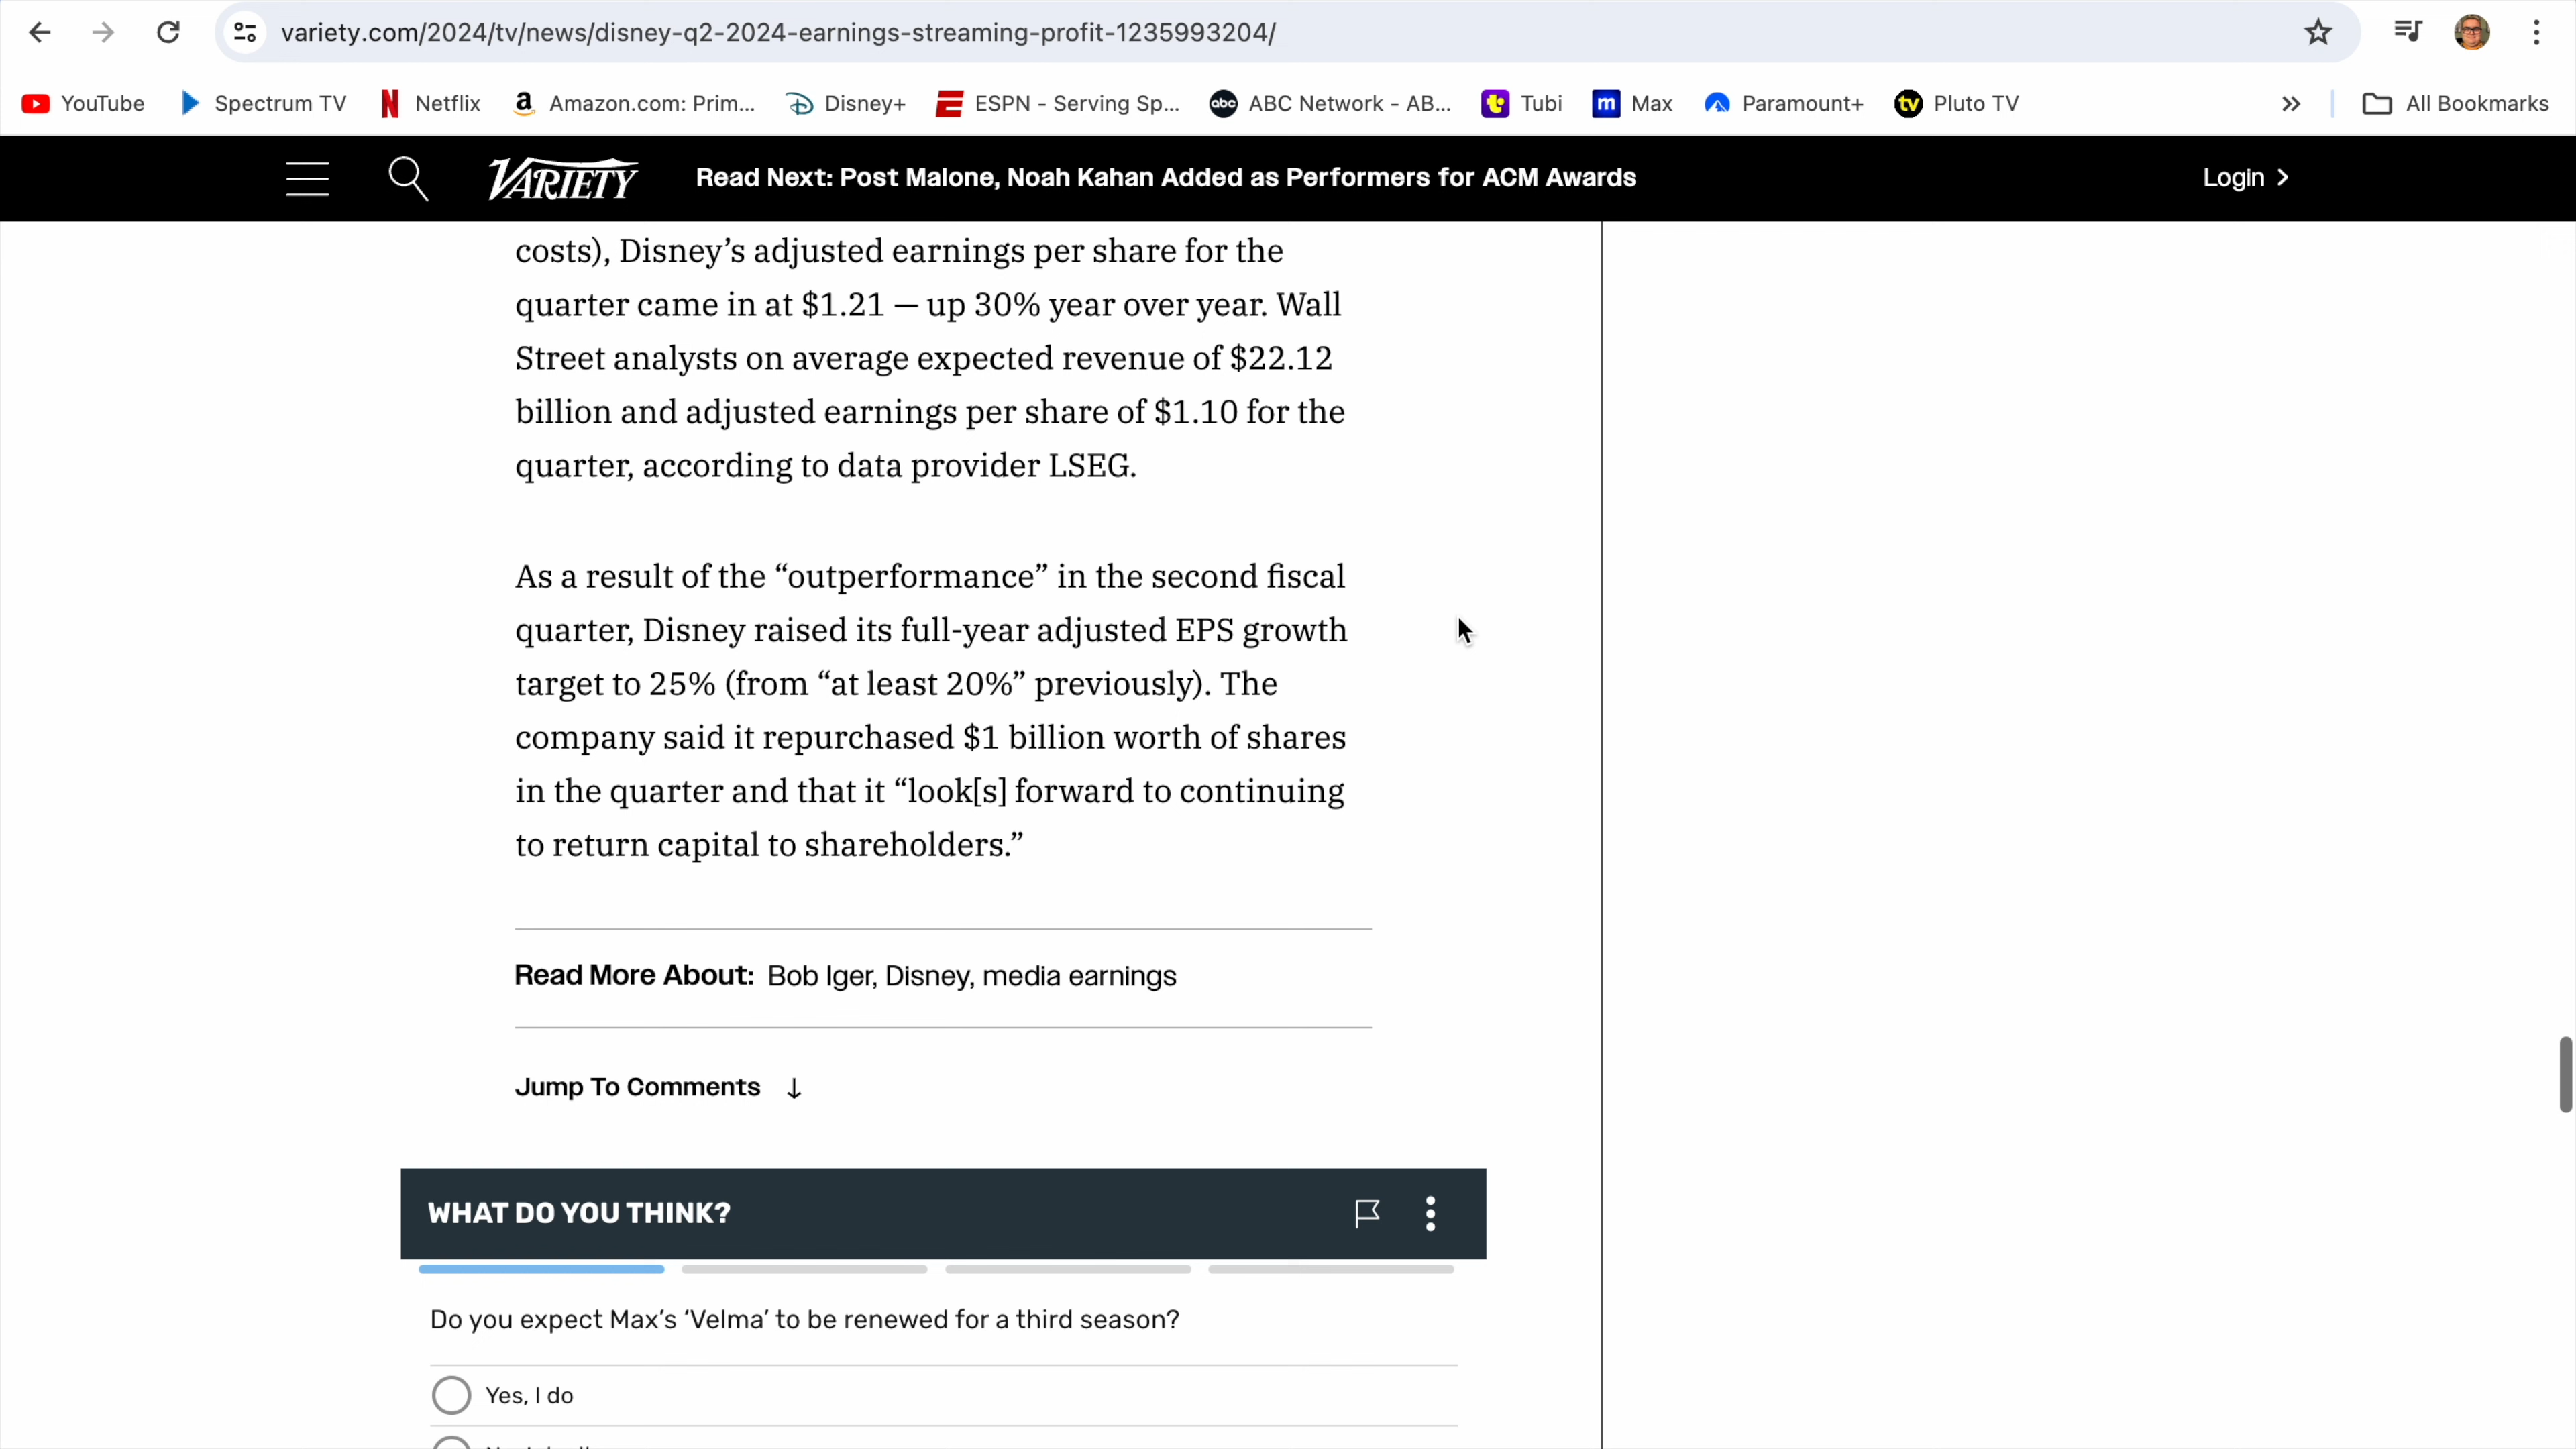 variety.com/2024/tv/news/disney-q2-2024-earnings-streaming-profit-1235993204/
YouTube Spectrum TV Netflix Amazon.com: Prim... Disney+ ESPN - Serving Sp... ABC Network - AB... Tubi Max Paramount+ Pluto TV All Bookmarks
VARIETY Read Next: Post Malone, Noah Kahan Added as Performers for ACM Awards Login
costs), Disney’s adjusted earnings per share for the
quarter came in at $1.21 — up 30% year over year. Wall
Street analysts on average expected revenue of $22.12
billion and adjusted earnings per share of $1.10 for the
quarter, according to data provider LSEG.
As a result of the “outperformance” in the second fiscal
quarter, Disney raised its full-year adjusted EPS growth
target to 25% (from “at least 20%” previously). The
company said it repurchased $1 billion worth of shares
in the quarter and that it “look[s] forward to continuing
to return capital to shareholders.”
Read More About: Bob Iger, Disney, media earnings
Jump To Comments ↓
WHAT DO YOU THINK?
Do you expect Max’s ‘Velma’ to be renewed for a third season?
Yes, I do